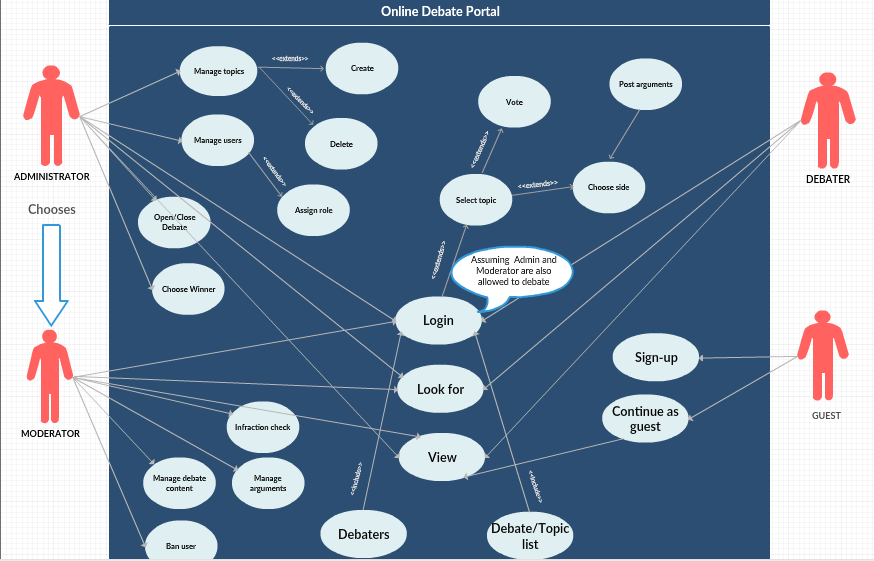 Online Debate Portal
Manage topics
<<extends>>
Create
<<extends>>
Vote
Post arguments
Manage users
Delete
<<extends>>
<<extends>>
ADMINISTRATOR
DEBATER
Chooses
Assign role
Select topic
<<extends>>
Choose side
Open/Close
Debate
<<extends>>
Assuming Admin and
Moderator are also
allowed to debate
Choose Winner
Login
Sign-up
Look for
Continue as
guest
GUEST
MODERATOR
Infraction check
View
Manage debate
content
Manage
arguments
<<include>>
<<include>>
Debaters
Debate/Topic
list
Ban user